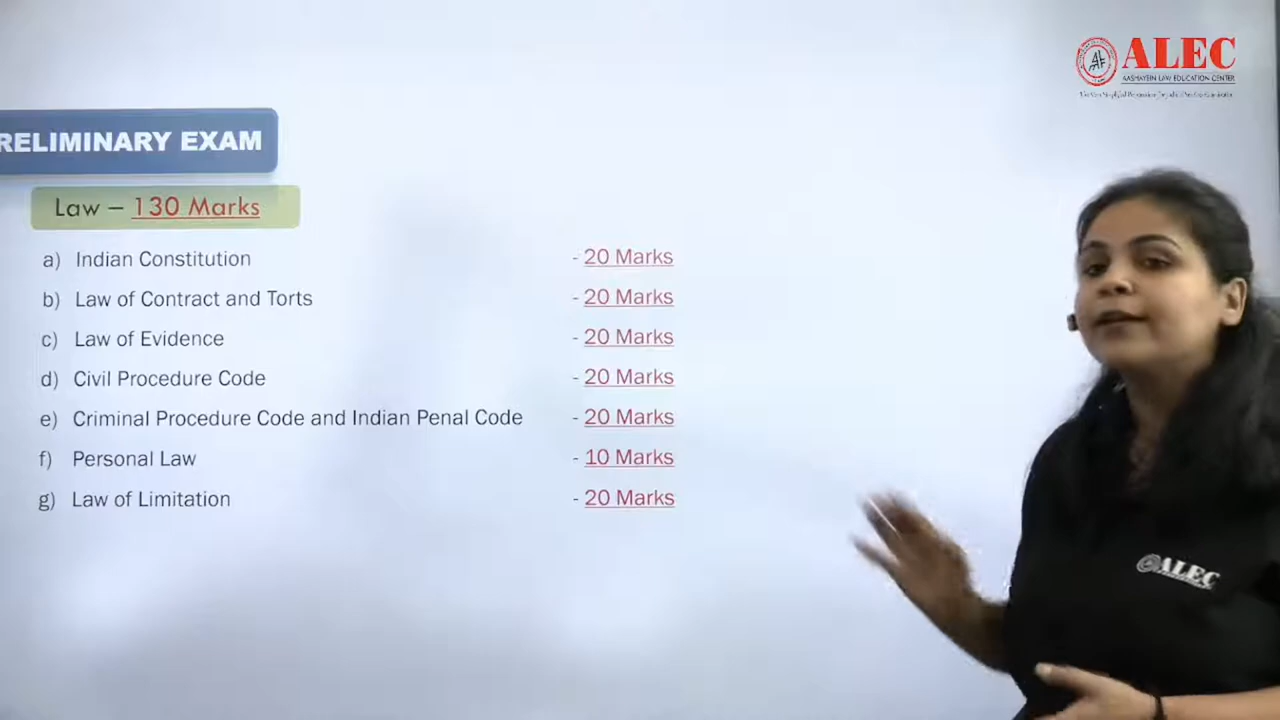 ALEC
AASHAYEIN LAW EDUCATION CENTER
RELIMINARY EXAM
Law – 130 Marks
a) Indian Constitution - 20 Marks
b) Law of Contract and Torts - 20 Marks
c) Law of Evidence - 20 Marks
d) Civil Procedure Code - 20 Marks
e) Criminal Procedure Code and Indian Penal Code - 20 Marks
f) Personal Law - 10 Marks
g) Law of Limitation - 20 Marks
ALEC